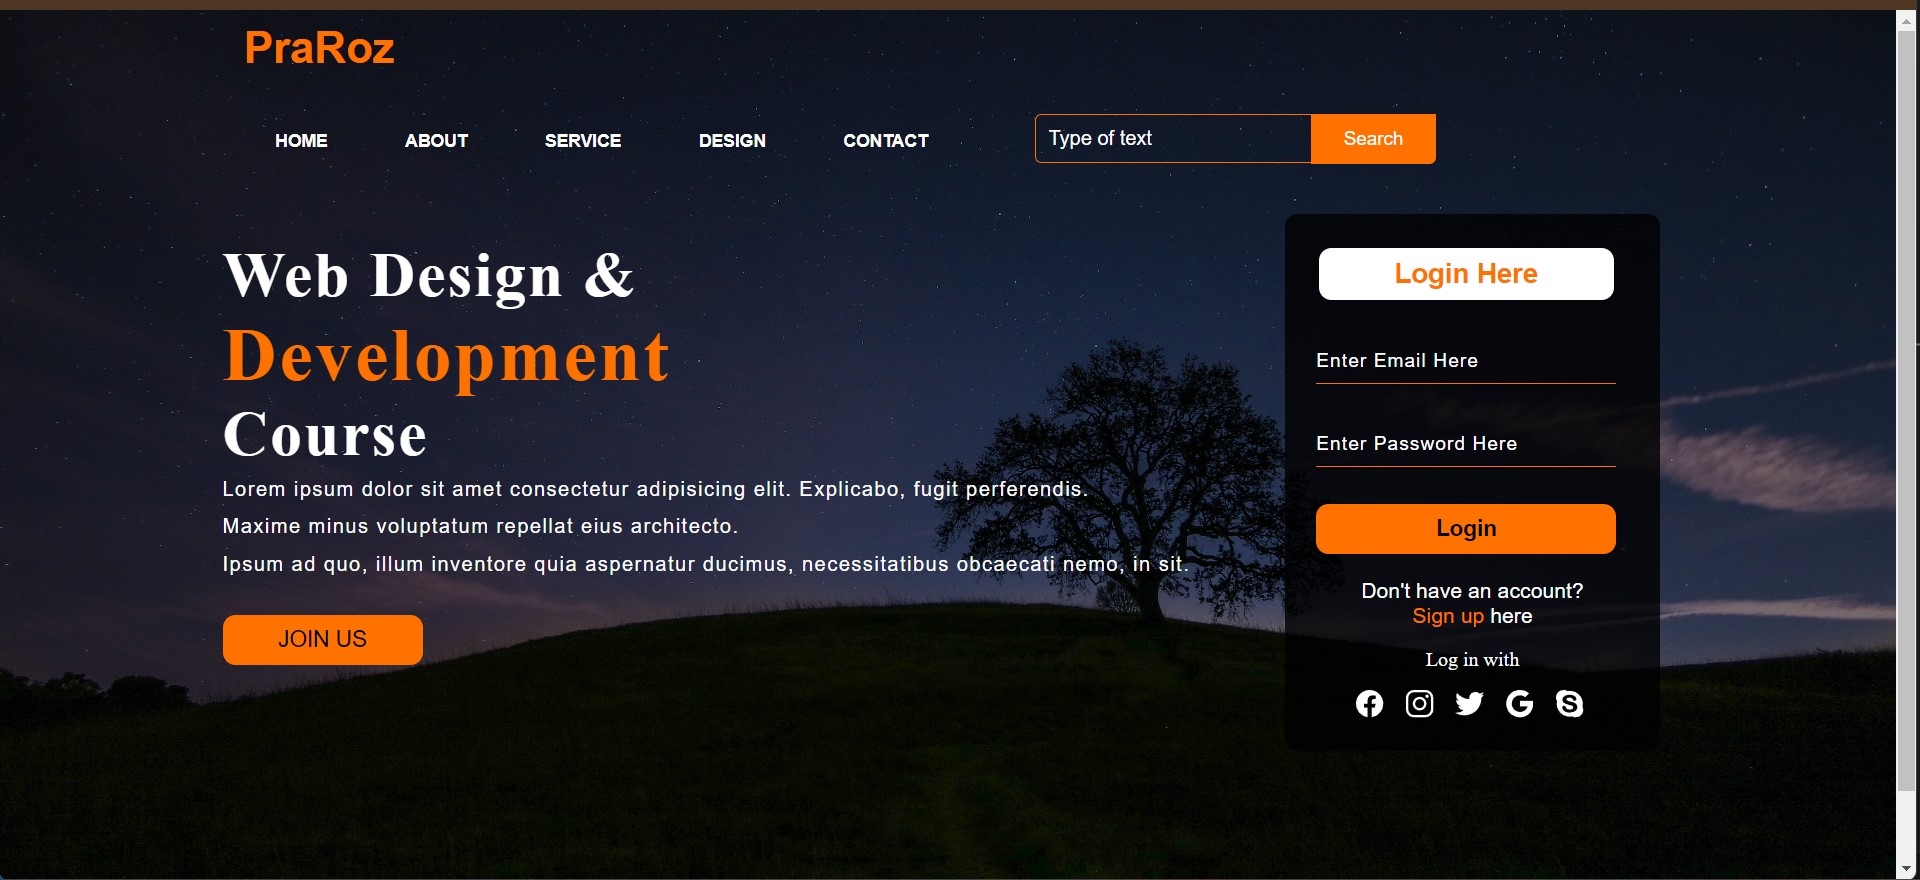 PraRoz
HOME ABOUT SERVICE DESIGN CONTACT
Type of text Search
Web Design &
Development
Course
Lorem ipsum dolor sit amet consectetur adipisicing elit. Explicabo, fugit perferendis.
Maxime minus voluptatum repellat eius architecto.
Ipsum ad quo, illum inventore quia aspernatur ducimus, necessitatibus obcaecati nemo, in sit.
JOIN US
Login Here
Enter Email Here
Enter Password Here
Login
Don't have an account?
Sign up here
Log in with